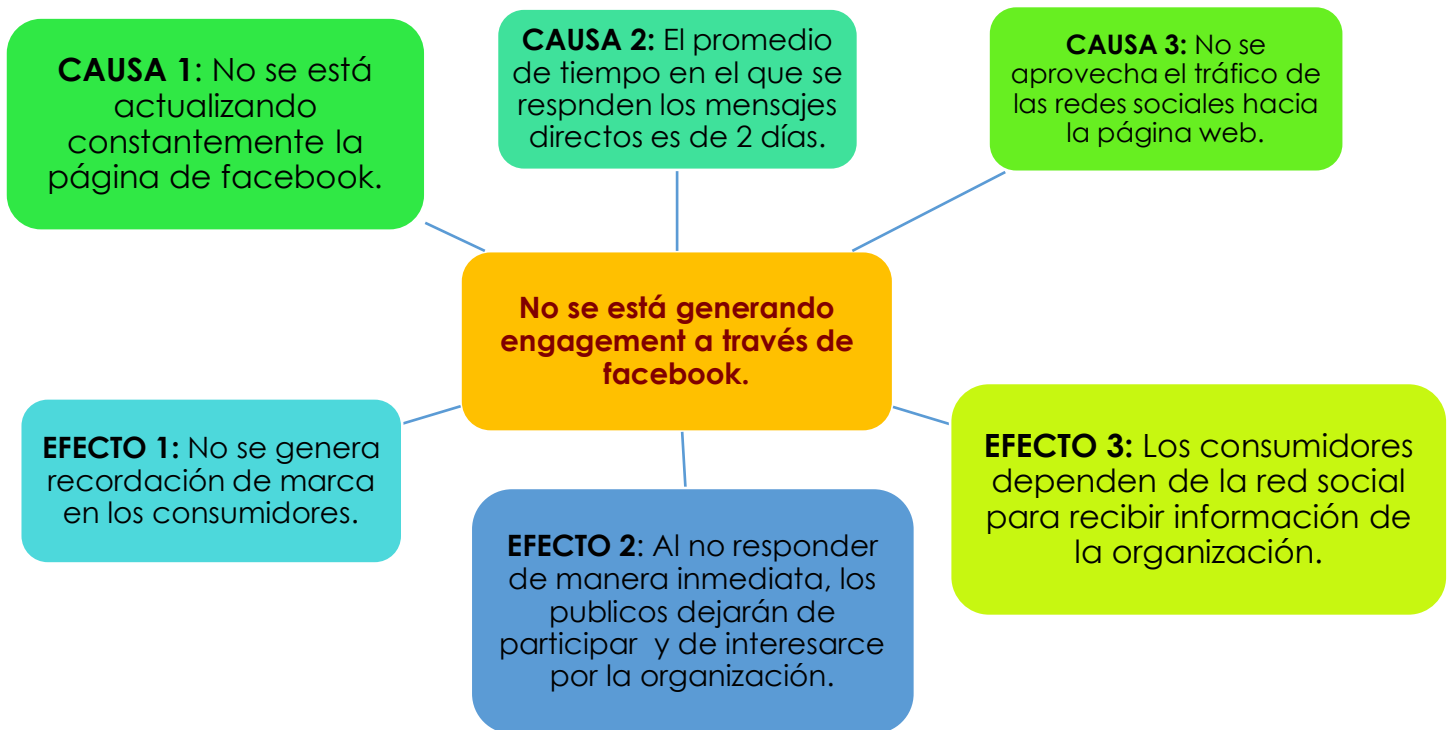 CAUSA 1: No se está
actualizando
constantemente la
página de facebook.
CAUSA 2: El promedio
de tiempo en el que se
respnden los mensajes
directos es de 2 días.
CAUSA 3: No se
aprovecha el tráfico de
las redes sociales hacia
la página web.
No se está generando
engagement a través de
facebook.
EFECTO 1: No se genera
recordación de marca
en los consumidores.
EFECTO 2: Al no responder
de manera inmediata, los
publicos dejarán de
participar  y de interesarce
por la organización.
EFECTO 3: Los consumidores
dependen de la red social
para recibir información de
la organización.